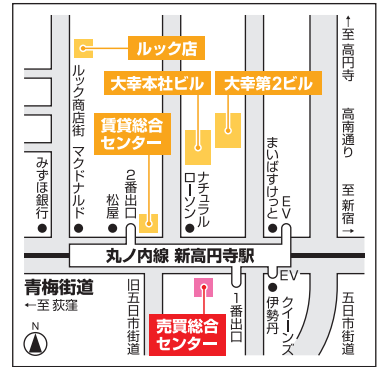 ルック店
大幸本社ビル
大幸第2ビル
賃貸総合
センター
←至 高円寺
高南通り
至 新宿→
ルック商店街
マクドナルド
みずほ銀行
松屋
2番出口
ナチュラル
ローソン
まいばすけっと
EV
丸ノ内線 新高円寺駅
青梅街道
←至 荻窪
旧五日市街道
売買総合
センター
1番出口
EV
クイーンズ
伊勢丹
五日市街道
N